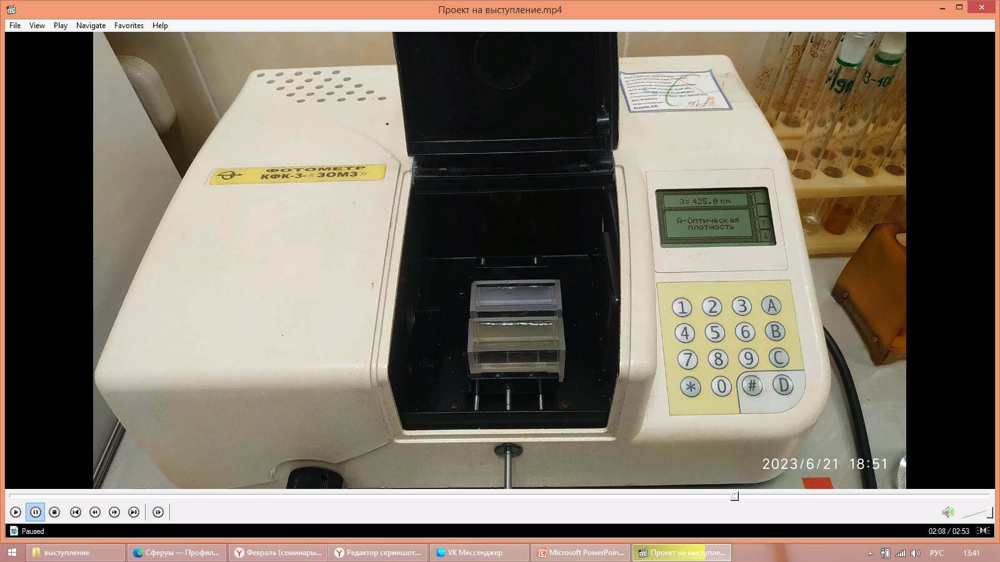 Проект на выступление.mp4
File View Play Navigate Favorites Help
ФОТОМЕТР
КФК-3-«ЗОМЗ»
λ= 425.0 nm
A-Оптическая
плотность
↑
↓
1 2 3 A
4 5 6 B
7 8 9 C
* 0 # D
2023/6/21 18:51
Paused
02:08 / 02:53
выступление
Сферум — Профил...
Февраль (семинары...
Редактор скриншот...
VK Мессенджер
Microsoft PowerPoin...
Проект на выступле...
РУС
13:41